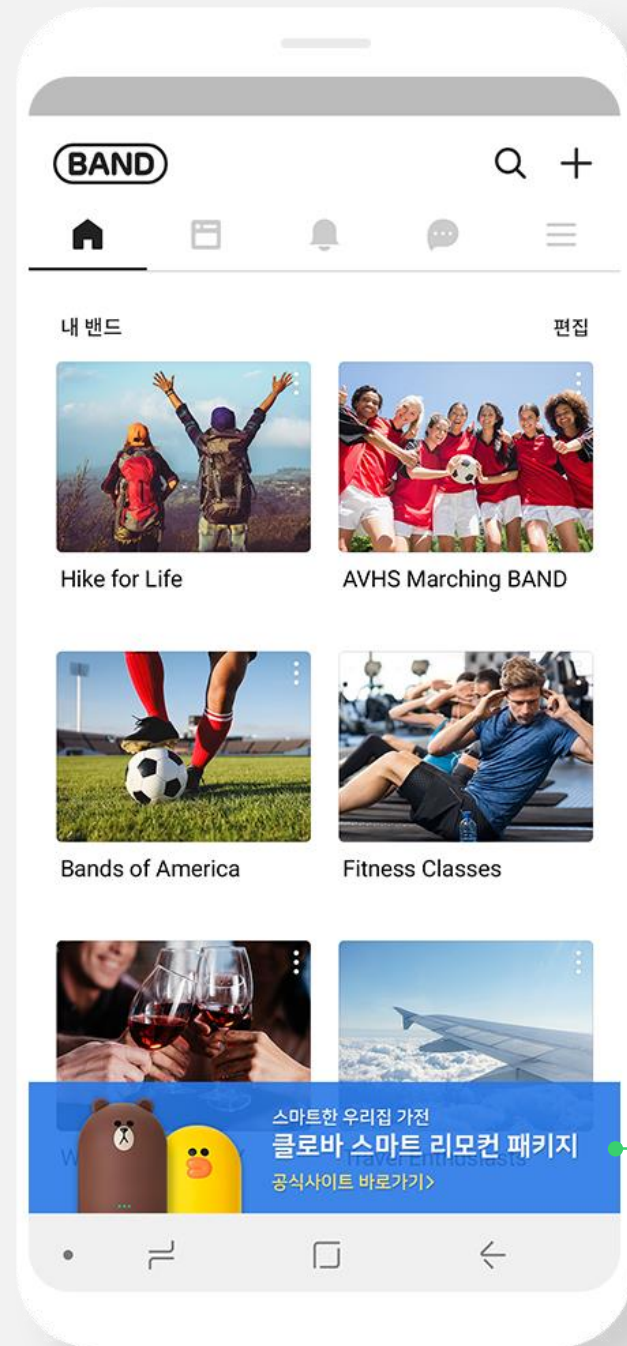 BAND
내 밴드
편집
Hike for Life
AVHS Marching BAND
Bands of America
Fitness Classes
스마트한 우리집 가전
클로바 스마트 리모컨 패키지
Travel Enthusiasts
공식사이트 바로가기>